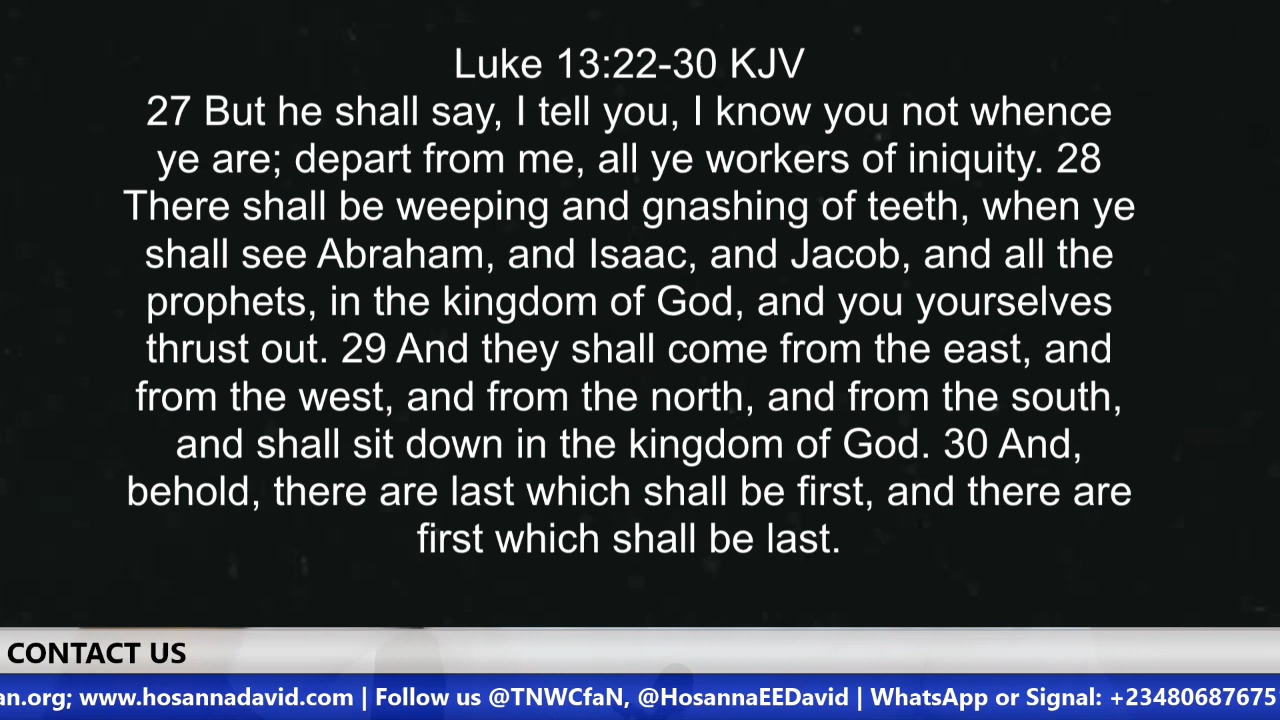 Luke 13:22-30 KJV
27 But he shall say, I tell you, I know you not whence
ye are; depart from me, all ye workers of iniquity. 28
There shall be weeping and gnashing of teeth, when ye
shall see Abraham, and Isaac, and Jacob, and all the
prophets, in the kingdom of God, and you yourselves
thrust out. 29 And they shall come from the east, and
from the west, and from the north, and from the south,
and shall sit down in the kingdom of God. 30 And,
behold, there are last which shall be first, and there are
first which shall be last.
CONTACT US
an.org; www.hosannadavid.com | Follow us @TNWCfaN, @HosannaEEDavid | WhatsApp or Signal: +23480687675